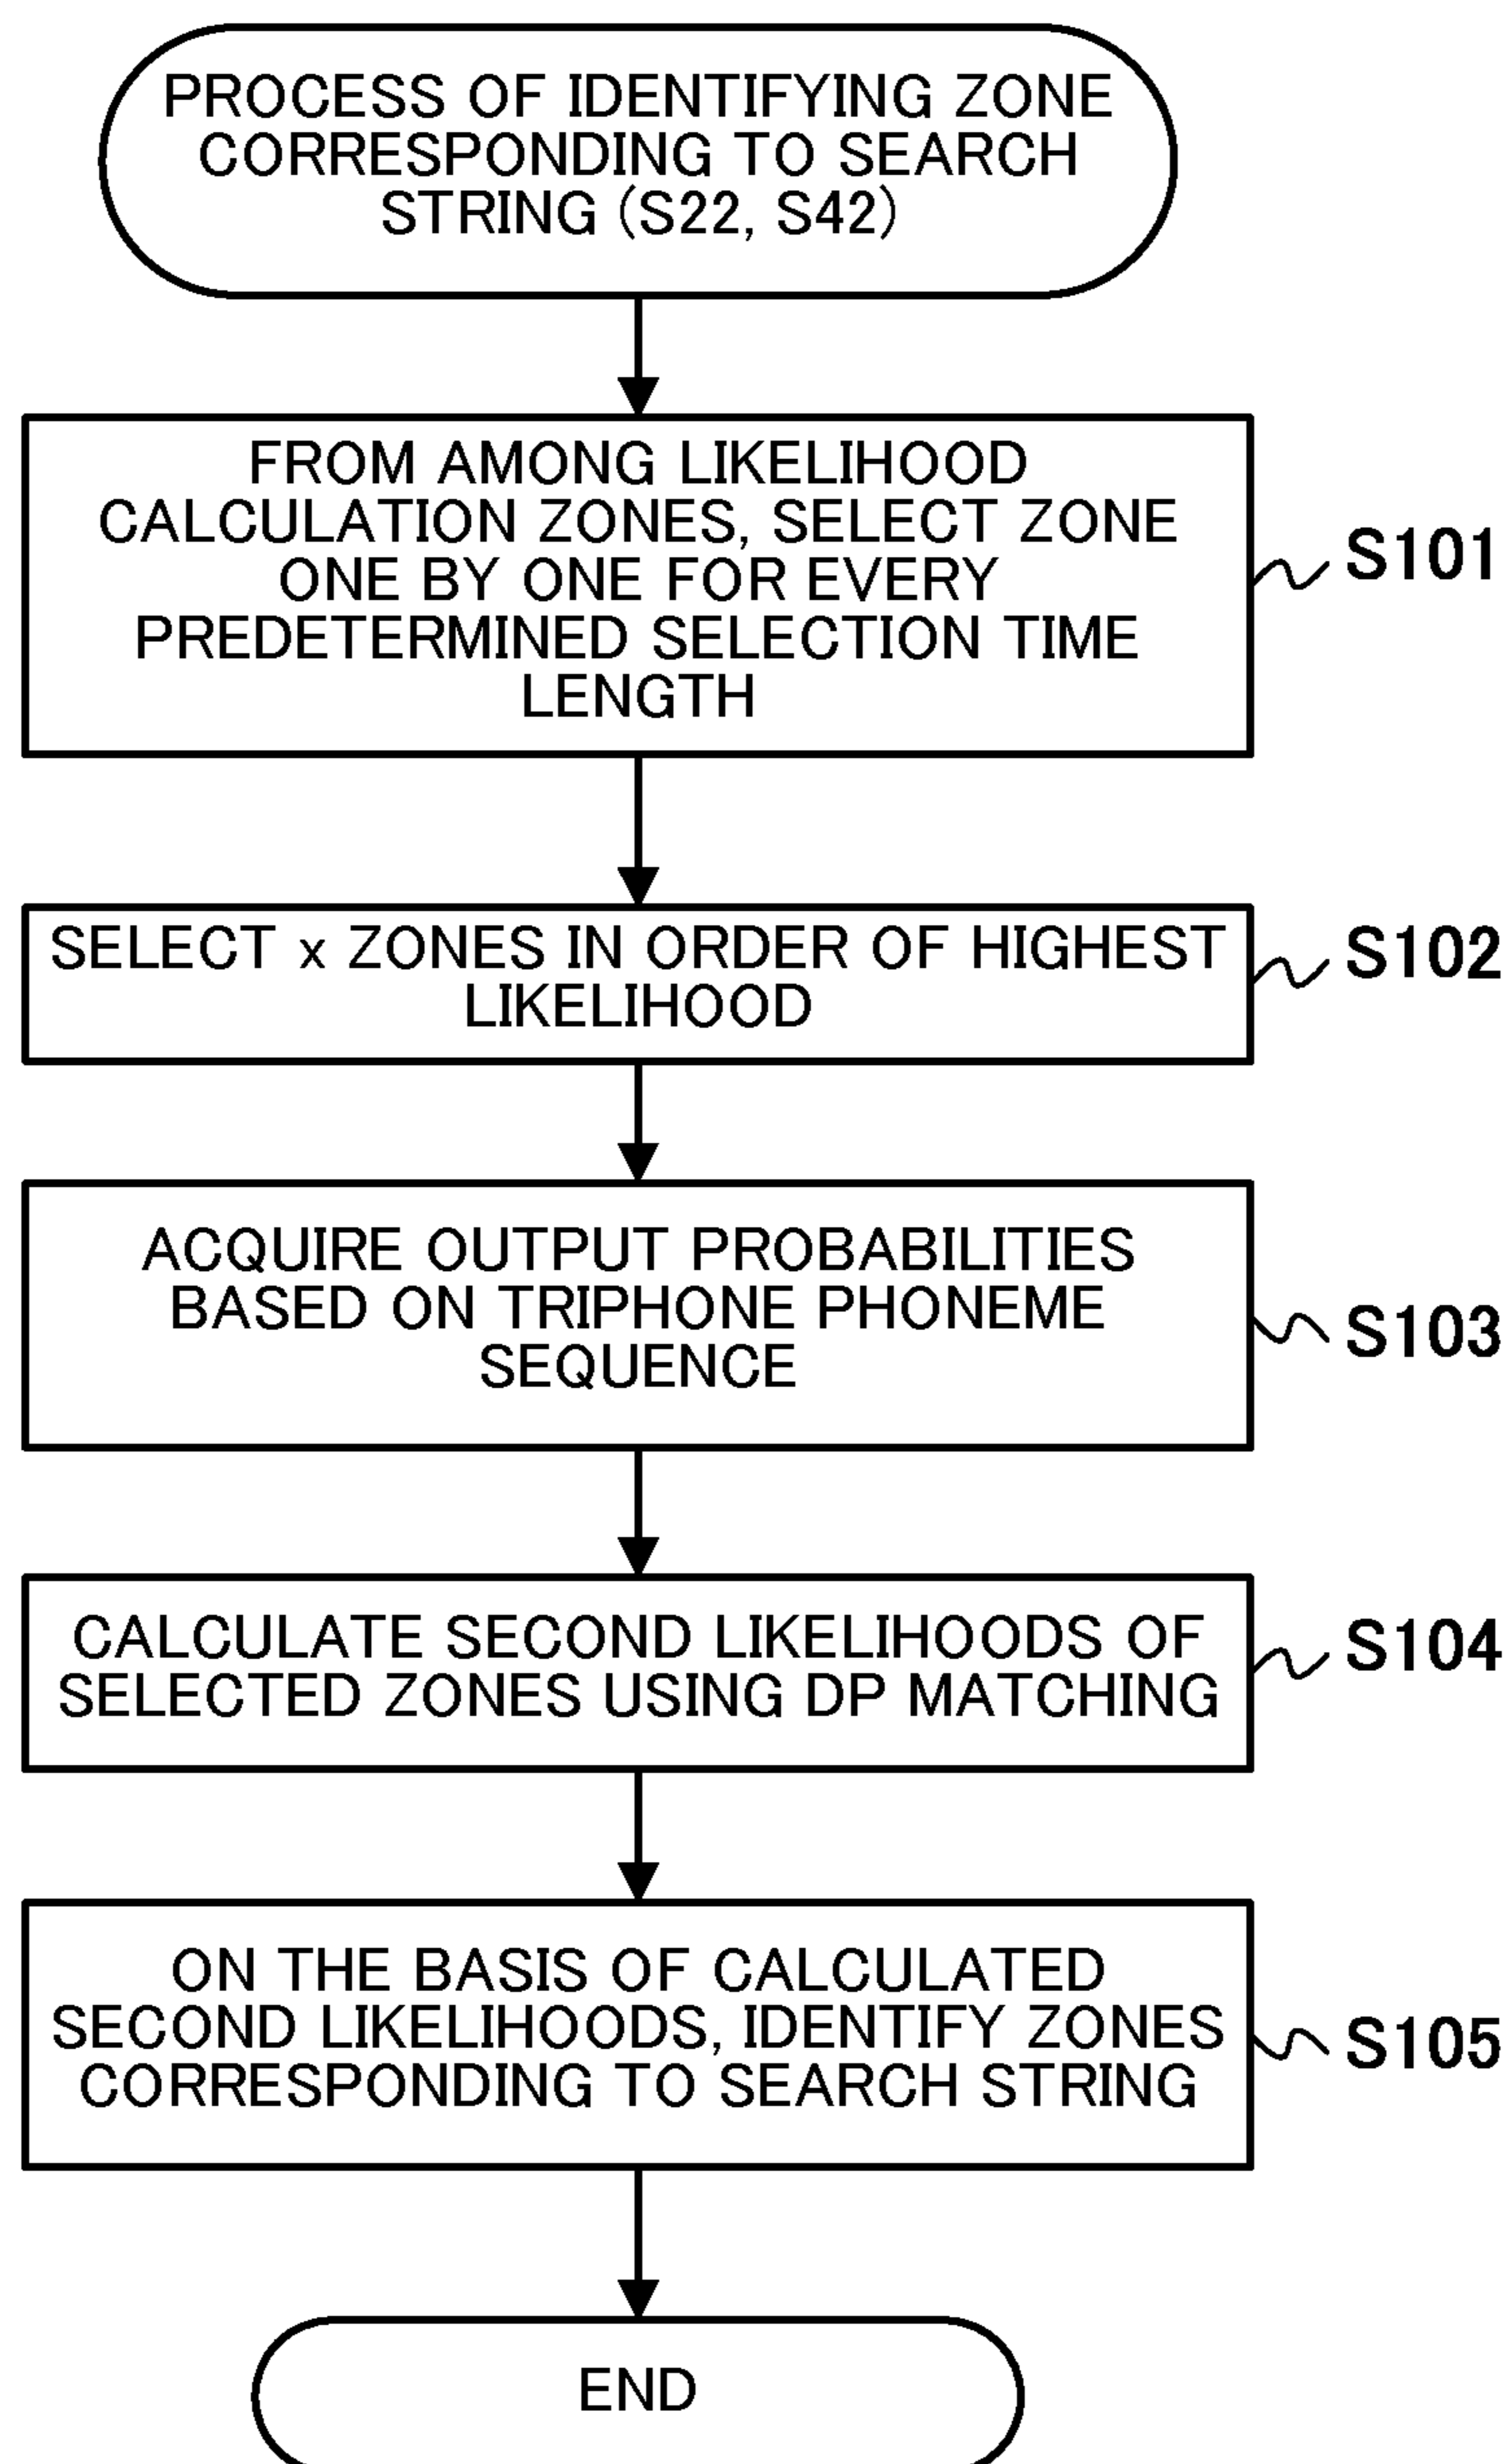 PROCESS OF IDENTIFYING ZONE
CORRESPONDING TO SEARCH
STRING (S22, S42)
FROM AMONG LIKELIHOOD
CALCULATION ZONES, SELECT ZONE
ONE BY ONE FOR EVERY
PREDETERMINED SELECTION TIME
LENGTH
S101
SELECT x ZONES IN ORDER OF HIGHEST
LIKELIHOOD
S102
ACQUIRE OUTPUT PROBABILITIES
BASED ON TRIPHONE PHONEME
SEQUENCE
S103
CALCULATE SECOND LIKELIHOODS OF
SELECTED ZONES USING DP MATCHING
S104
ON THE BASIS OF CALCULATED
SECOND LIKELIHOODS, IDENTIFY ZONES
CORRESPONDING TO SEARCH STRING
S105
END